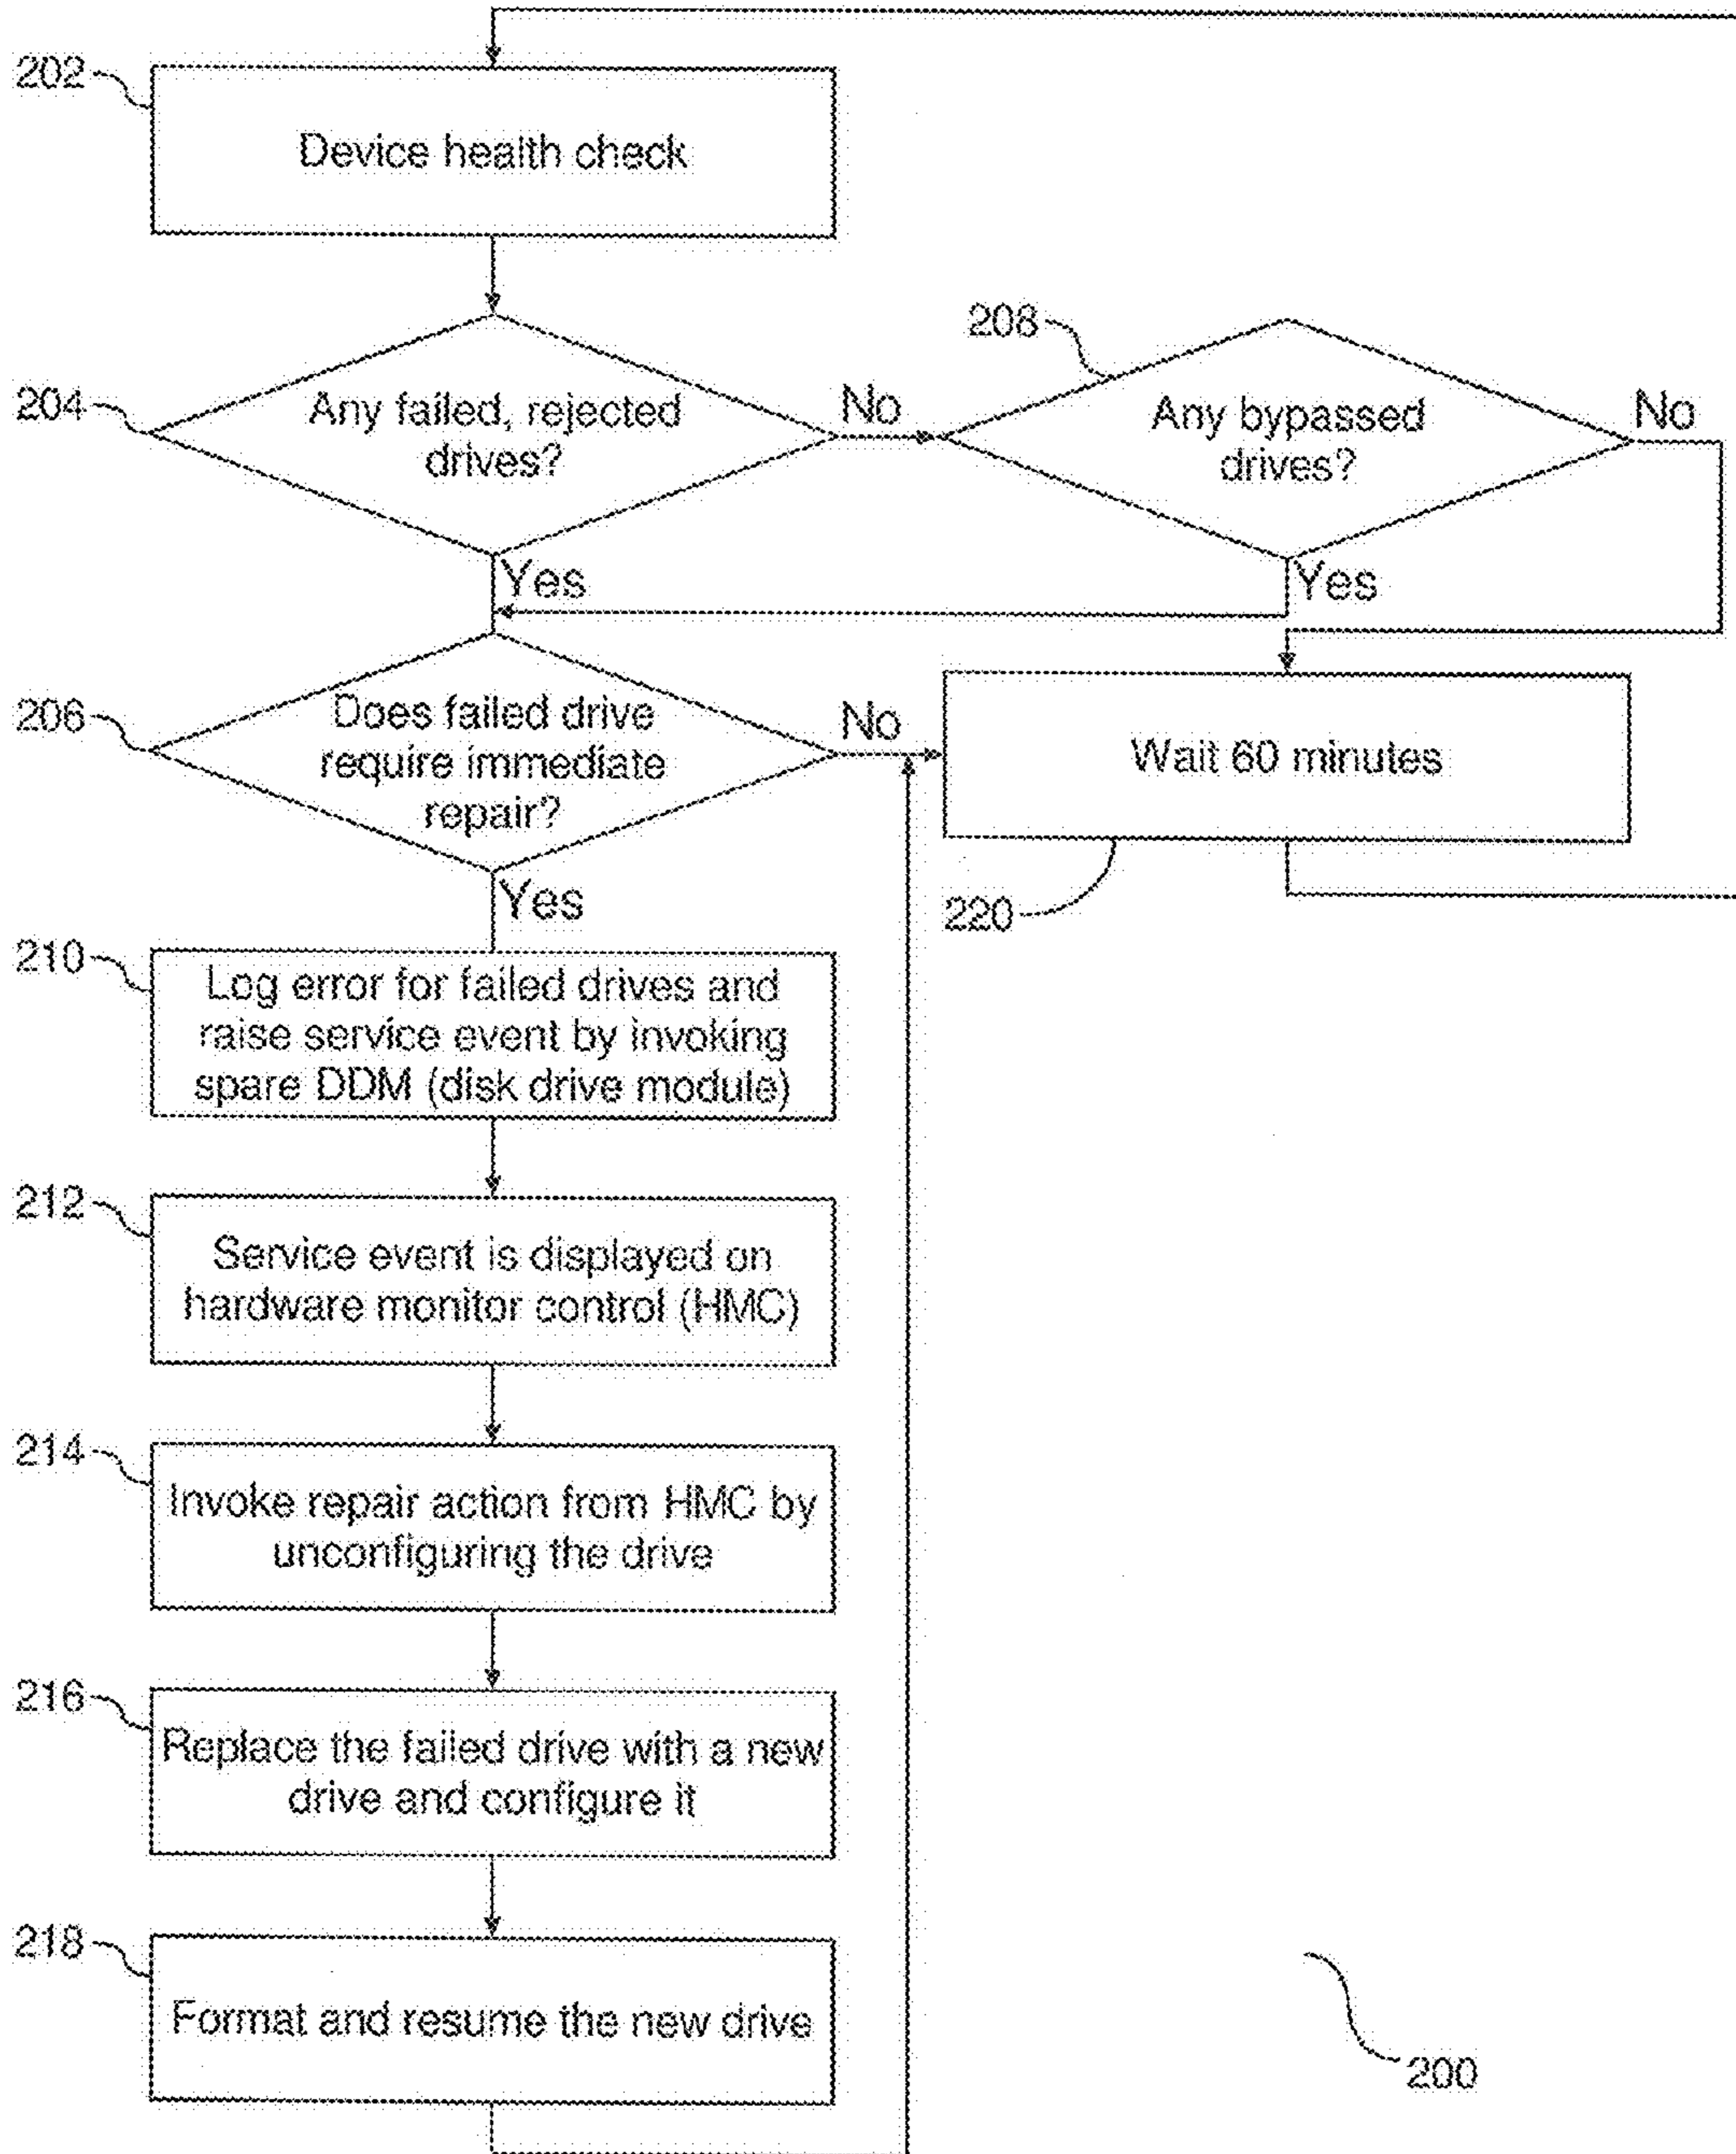 202
Device health check
204
Any failed, rejected
drives?
No
208
Any bypassed
drives?
No
Yes
Yes
206
Does failed drive
require immediate
repair?
No
Wait 60 minutes
220
Yes
210
Log error for failed drives and
raise service event by invoking
spare DDM (disk drive module)
212
Service event is displayed on
hardware monitor control (HMC)
214
Invoke repair action from HMC by
unconfiguring the drive
216
Replace the failed drive with a new
drive and configure it
218
Format and resume the new drive
200